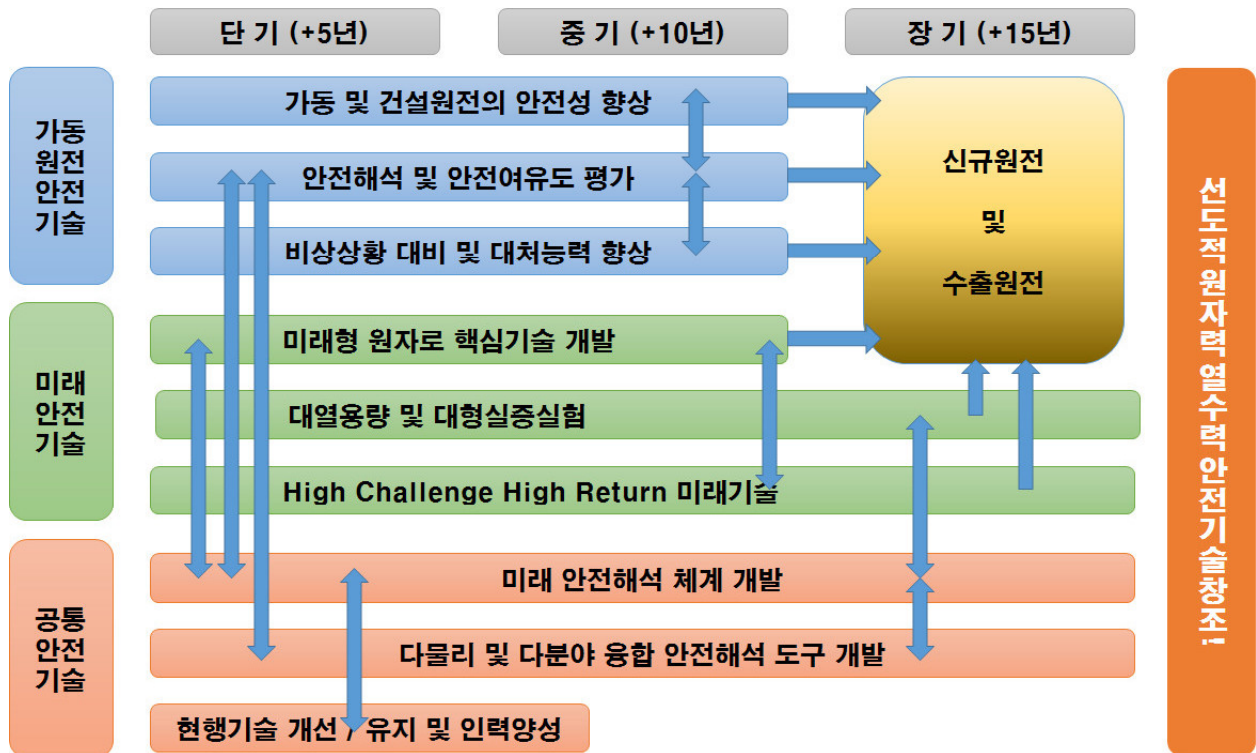 단 기 (+5년)
중 기 (+10년)
장 기 (+15년)
가동
원전
안전
기술
가동 및 건설원전의 안전성 향상
안전해석 및 안전여유도 평가
비상상황 대비 및 대처능력 향상
신규원전
및
수출원전
미래
안전
기술
미래형 원자로 핵심기술 개발
대열용량 및 대형실증실험
High Challenge High Return 미래기술
공통
안전
기술
미래 안전해석 체계 개발
다물리 및 다분야 융합 안전해석 도구 개발
현행기술 개선 / 유지 및 인력양성
선도적원자력열수력안전기술창조!